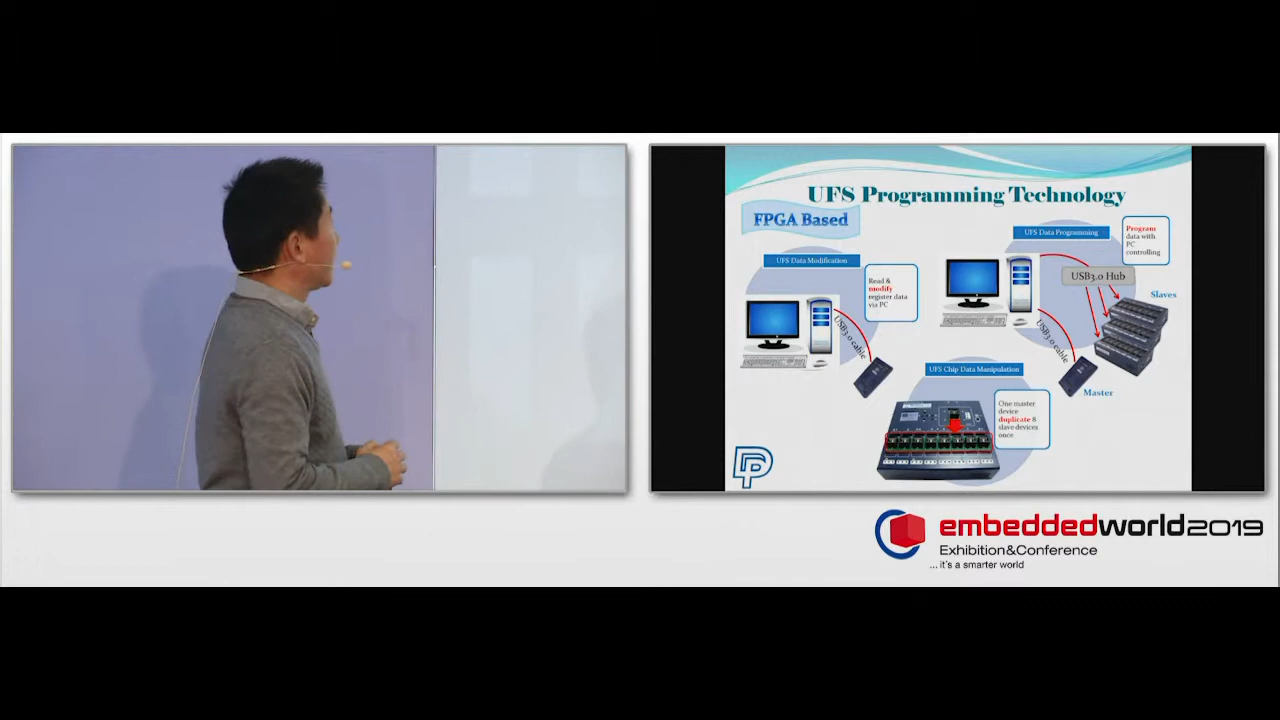 UFS Programming Technology
FPGA Based
UFS Data Modification
Read &
modify
register data
via PC
USB3.0 cable
UFS Data Programming
Program
data with
PC
controlling
USB3.0 Hub
Slaves
USB3.0 cable
Master
UFS Chip Data Manipulation
One master
device
duplicate 8
slave devices
once
DP
embeddedworld2019
Exhibition&Conference
... it's a smarter world